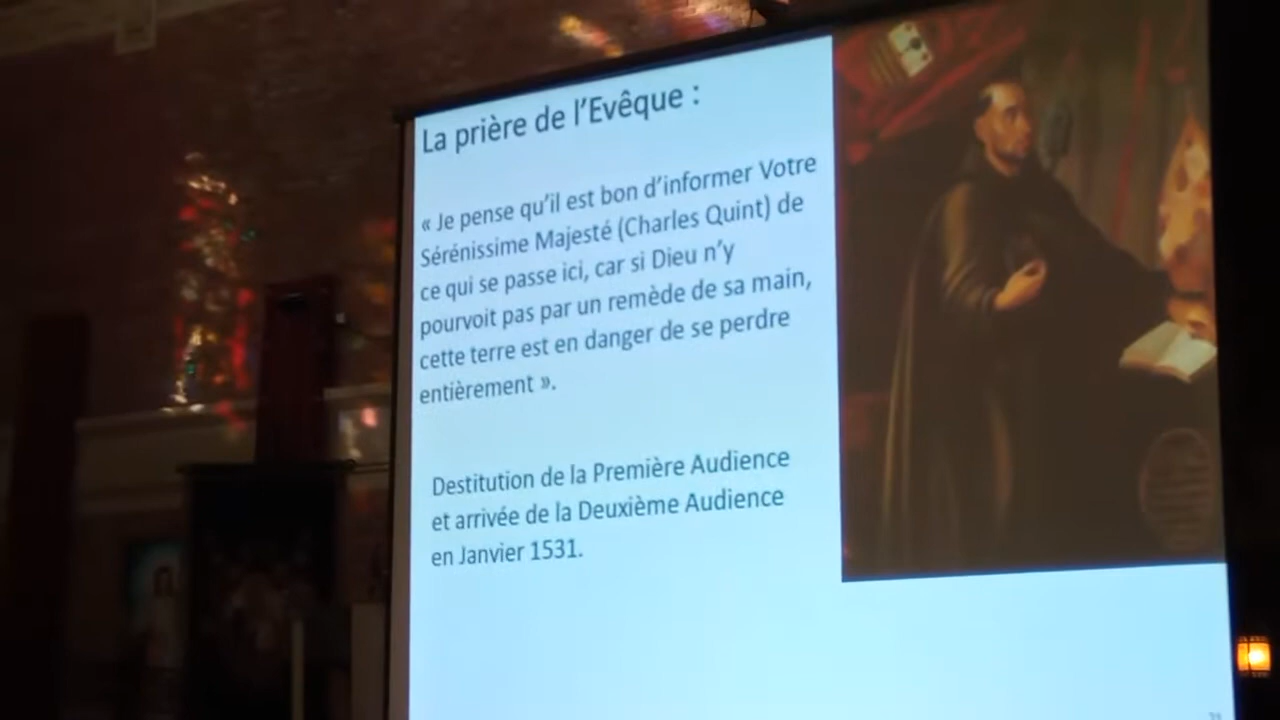 La prière de l'Evêque :
« Je pense qu'il est bon d'informer Votre
Sérénissime Majesté (Charles Quint) de
ce qui se passe ici, car si Dieu n'y
pourvoit pas par un remède de sa main,
cette terre est en danger de se perdre
entièrement ».
Destitution de la Première Audience
et arrivée de la Deuxième Audience
en Janvier 1531.